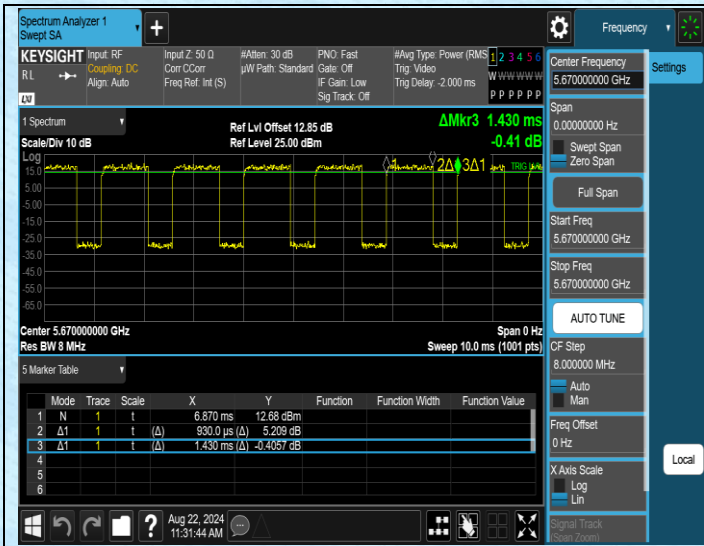 Spectrum Analyzer 1
Swept SA
+
Frequency
KEYSIGHT
RL
LXI
Input: RF
Coupling: DC
Align: Auto
Input Z: 50 Ω
Corr CCorr
Freq Ref: Int (S)
#Atten: 30 dB
µW Path: Standard
PNO: Fast
Gate: Off
IF Gain: Low
Sig Track: Off
#Avg Type: Power (RMS
Trig: Video
Trig Delay: -2.000 ms
1 2 3 4 5 6
W W W W W W
P P P P P P
Center Frequency
5.670000000 GHz
Settings
Span
0.00000000 Hz
Swept Span
Zero Span
Full Span
Start Freq
5.670000000 GHz
Stop Freq
5.670000000 GHz
AUTO TUNE
CF Step
8.000000 MHz
Auto
Man
Freq Offset
0 Hz
X Axis Scale
Log
Lin
Signal Track
(Span Zoom)
Local
1 Spectrum
Scale/Div 10 dB
Ref Lvl Offset 12.85 dB
Ref Level 25.00 dBm
ΔMkr3 1.430 ms
-0.41 dB
Log
15.0
5.00
-5.00
-15.0
-25.0
-35.0
-45.0
-55.0
-65.0
1
2Δ
3Δ1
Center 5.670000000 GHz
Res BW 8 MHz
Span 0 Hz
Sweep 10.0 ms (1001 pts)
5 Marker Table
Mode Trace Scale X Y Function Function Width Function Value
1 N 1 t 6.870 ms 12.68 dBm
2 Δ1 1 t (Δ) 930.0 µs (Δ) 5.209 dB
3 Δ1 1 t (Δ) 1.430 ms (Δ) -0.4057 dB
4
5
6
?
Aug 22, 2024
11:31:44 AM